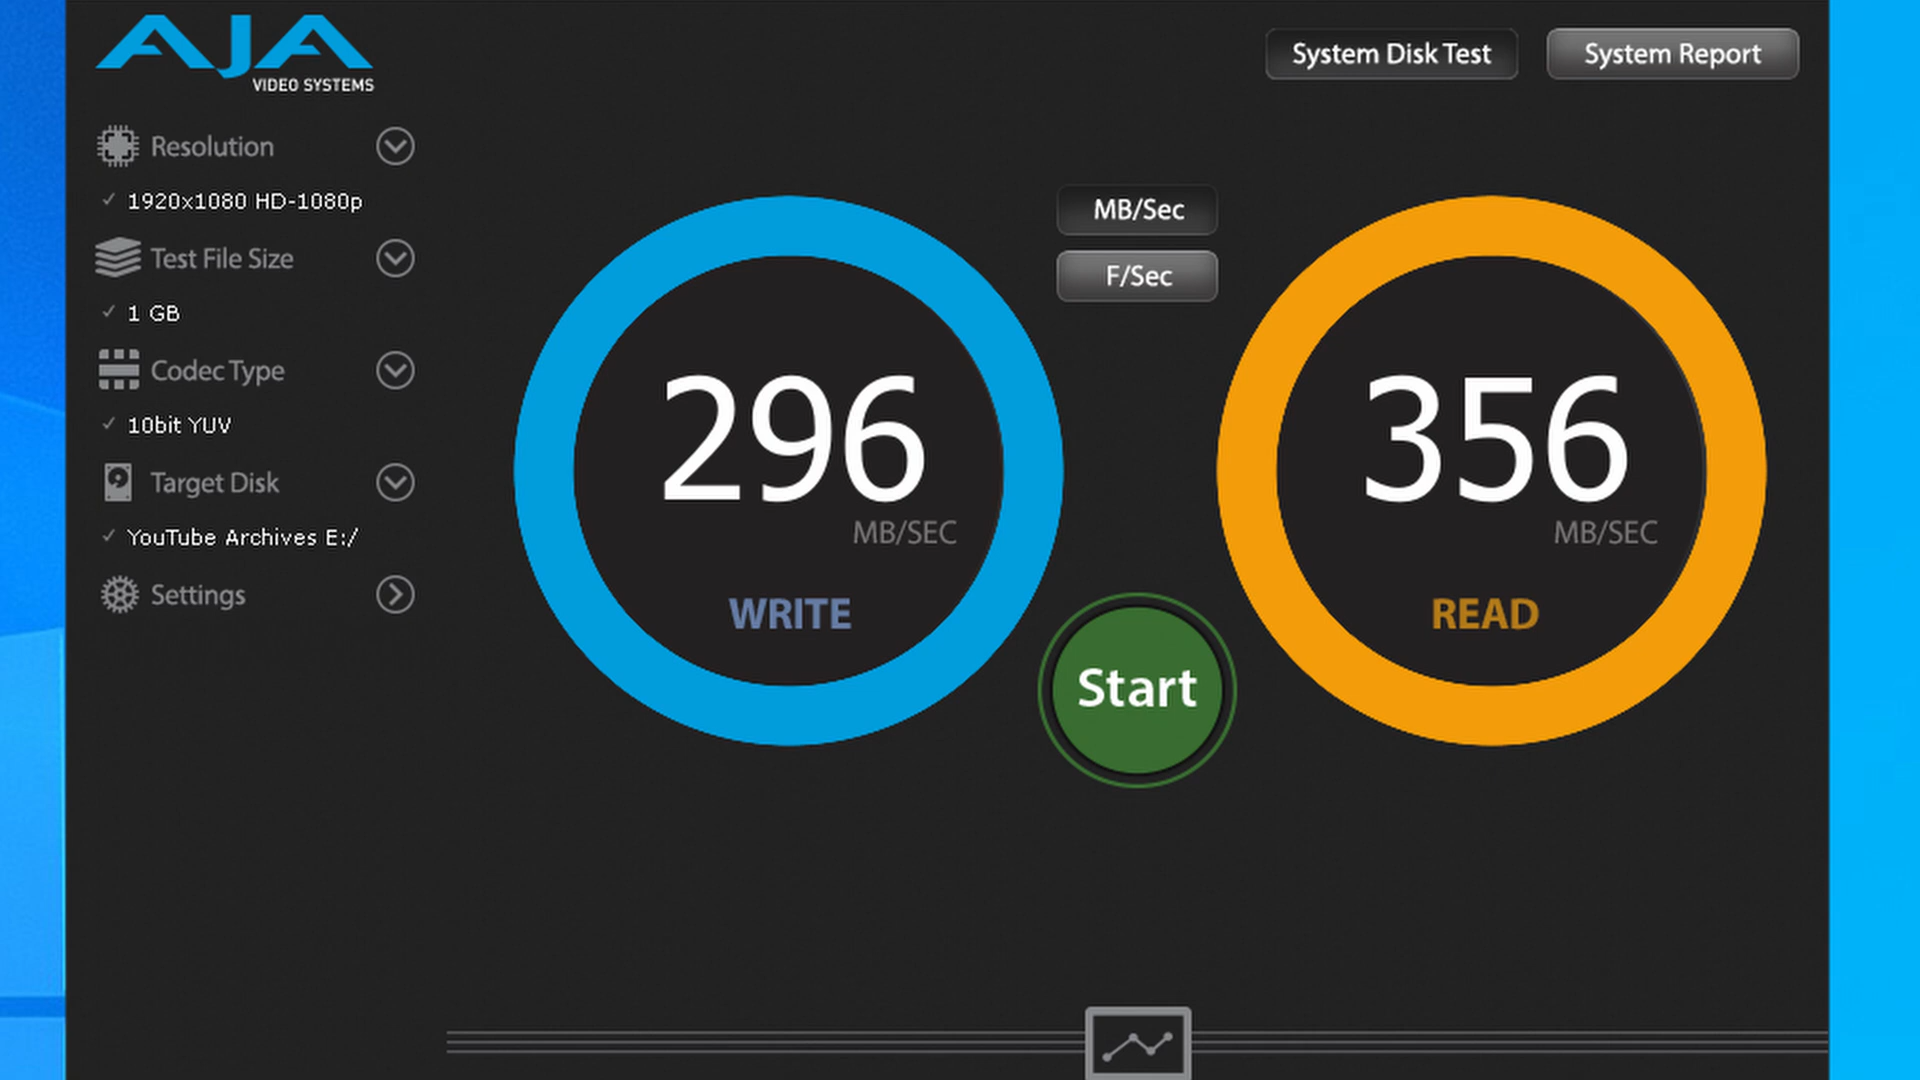 AJA
VIDEO SYSTEMS
System Disk Test
System Report
Resolution
1920x1080 HD-1080p
Test File Size
1 GB
Codec Type
10bit YUV
Target Disk
YouTube Archives E:/
Settings
296
MB/SEC
WRITE
MB/Sec
F/Sec
Start
356
MB/SEC
READ